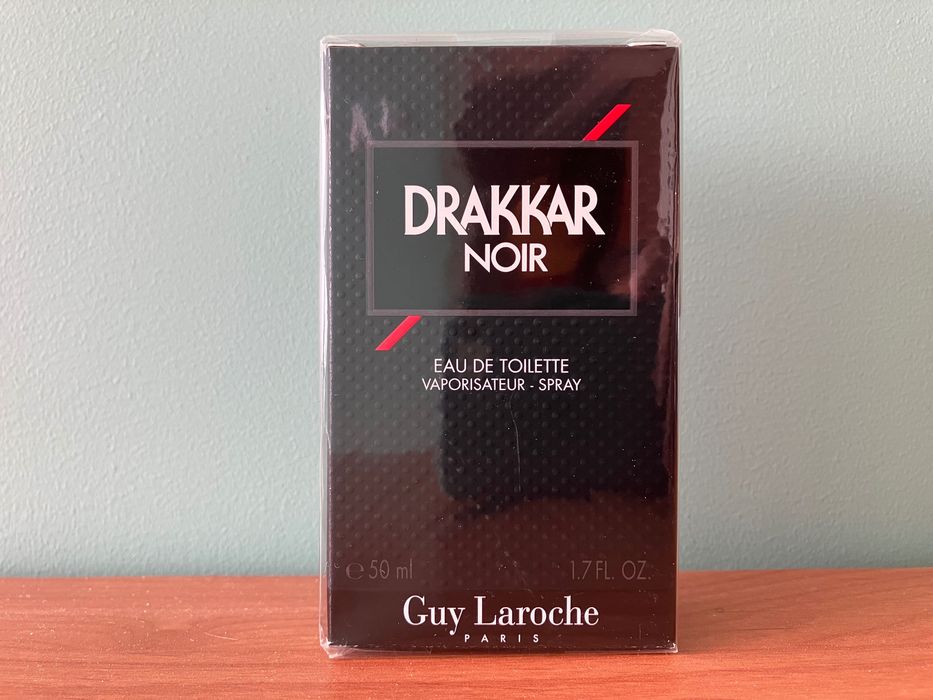 DRAKKAR
NOIR
EAU DE TOILETTE
VAPORISATEUR - SPRAY
℮ 50 ml 1.7 FL. OZ.
Guy Laroche
PARIS